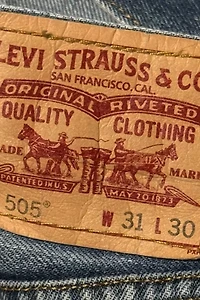 LEVI STRAUSS & CO
SAN FRANCISCO, CAL.
ORIGINAL RIVETED
QUALITY CLOTHING
ADE MARK
PATENTED IN U.S. MAY 20 1873
505® W 31 L 30